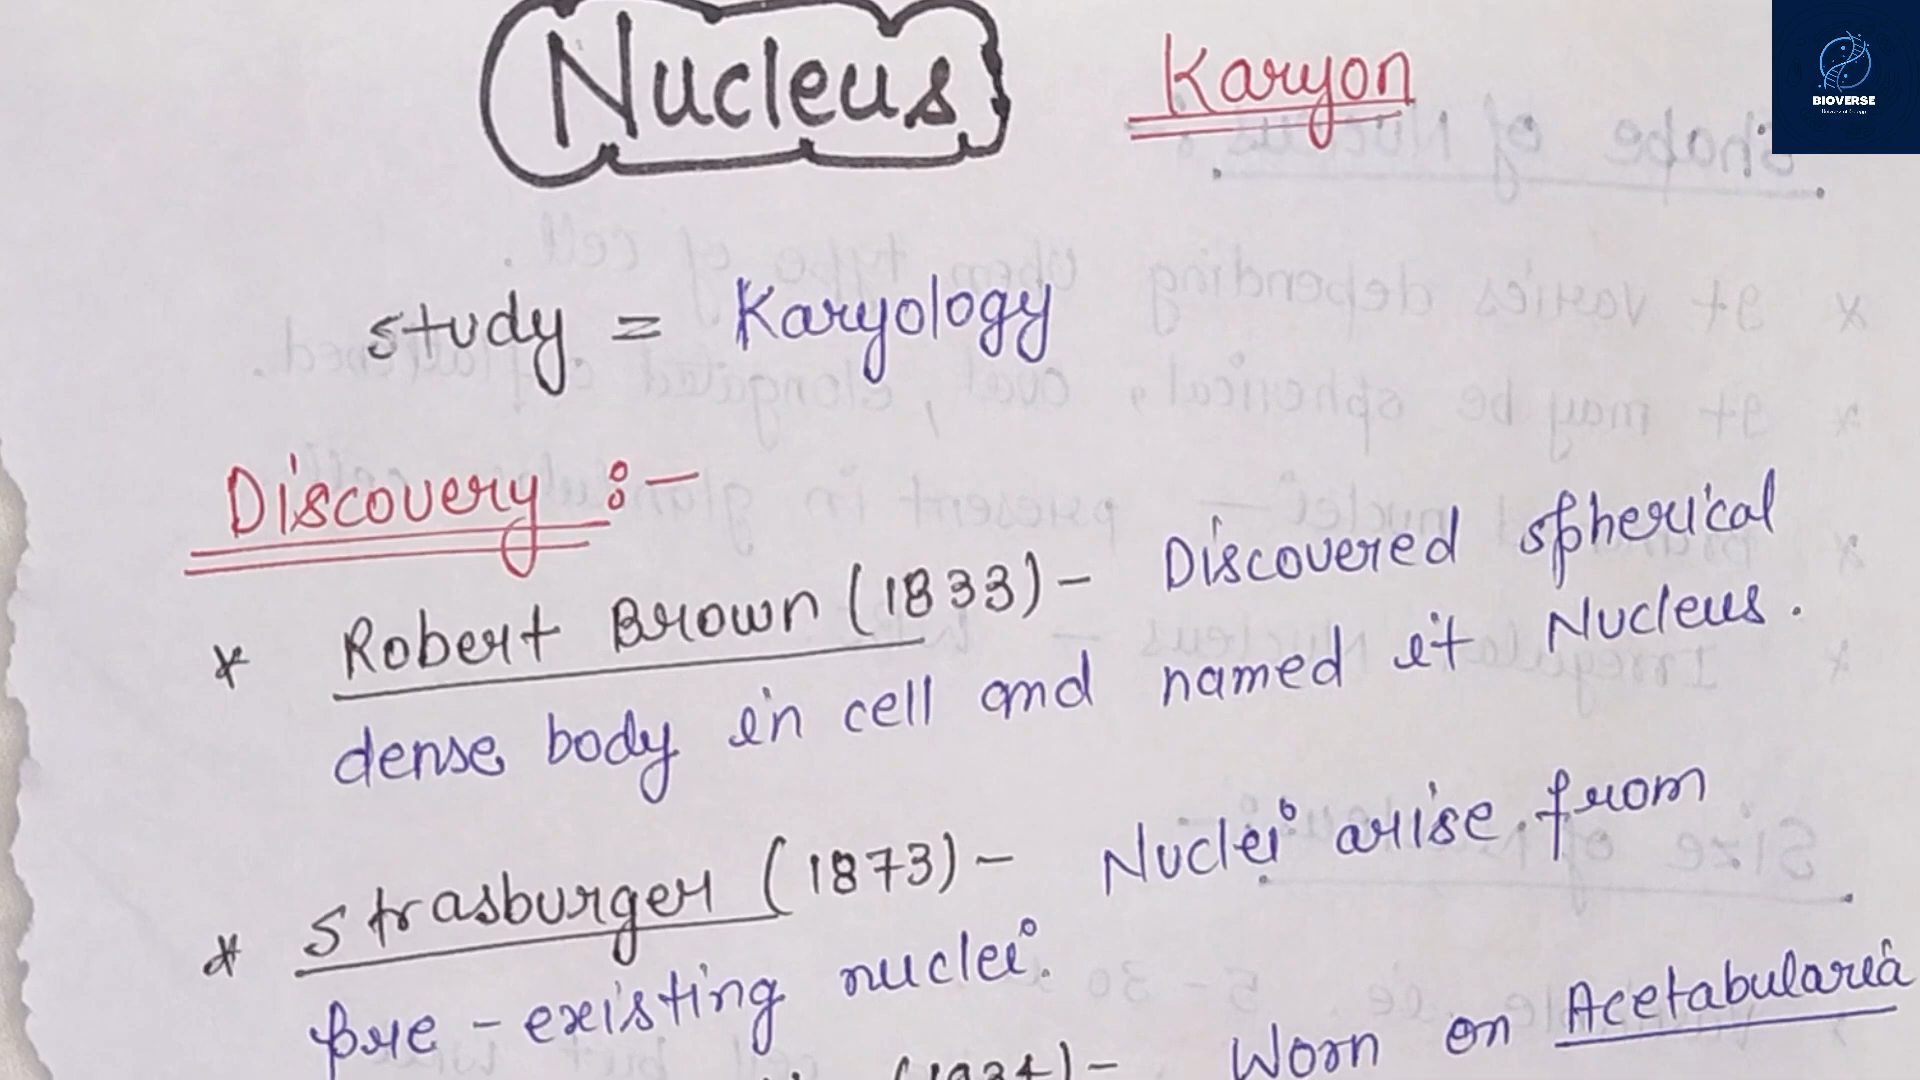 Nucleus
Karyon
BIOVERSE
study = Karyology
Discovery :-
* Robert Brown (1833) - Discovered spherical
dense body in cell and named it Nucleus.
* Strasburger (1873) - Nuclei arise from
pre-existing nuclei.
(1934) - Worn on Acetabularia